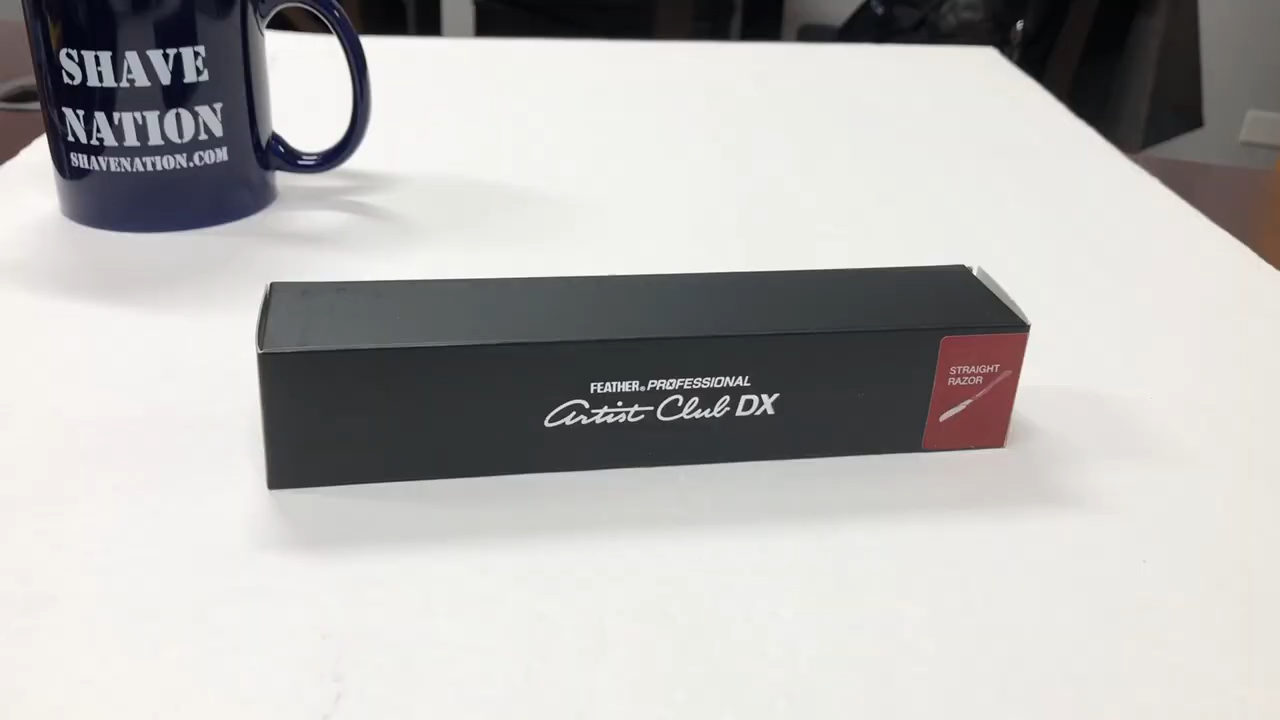 SHAVE
NATION
SHAVENATION.COM
FEATHER® PROFESSIONAL
Artist Club DX
STRAIGHT
RAZOR